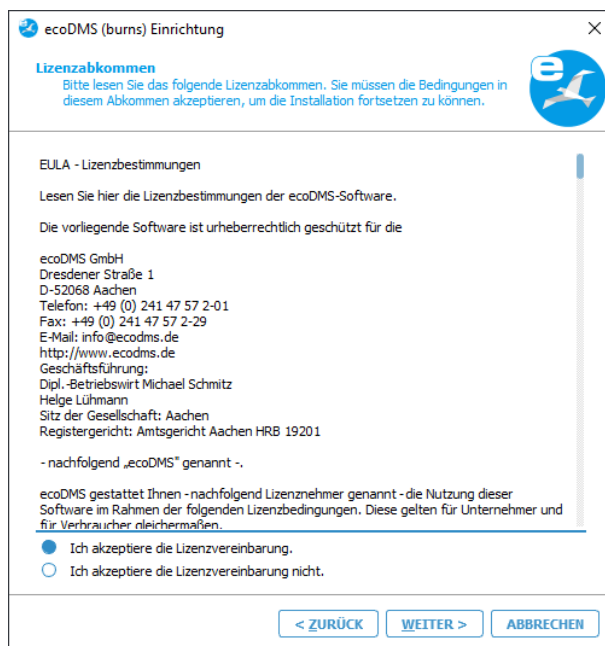 ecoDMS (burns) Einrichtung
Lizenzabkommen
Bitte lesen Sie das folgende Lizenzabkommen. Sie müssen die Bedingungen in
diesem Abkommen akzeptieren, um die Installation fortsetzen zu können.
e
EULA - Lizenzbestimmungen
Lesen Sie hier die Lizenzbestimmungen der ecoDMS-Software.
Die vorliegende Software ist urheberrechtlich geschützt für die
ecoDMS GmbH
Dresdener Straße 1
D-52068 Aachen
Telefon: +49 (0) 241 47 57 2-01
Fax: +49 (0) 241 47 57 2-29
E-Mail: info@ecodms.de
http://www.ecodms.de
Geschäftsführung:
Dipl.-Betriebswirt Michael Schmitz
Helge Lühmann
Sitz der Gesellschaft: Aachen
Registergericht: Amtsgericht Aachen HRB 19201
- nachfolgend „ecoDMS" genannt -.
ecoDMS gestattet Ihnen - nachfolgend Lizenznehmer genannt - die Nutzung dieser
Software im Rahmen der folgenden Lizenzbedingungen. Diese gelten für Unternehmer und
für Verbraucher gleichermaßen.
Ich akzeptiere die Lizenzvereinbarung.
Ich akzeptiere die Lizenzvereinbarung nicht.
< ZURÜCK
WEITER >
ABBRECHEN